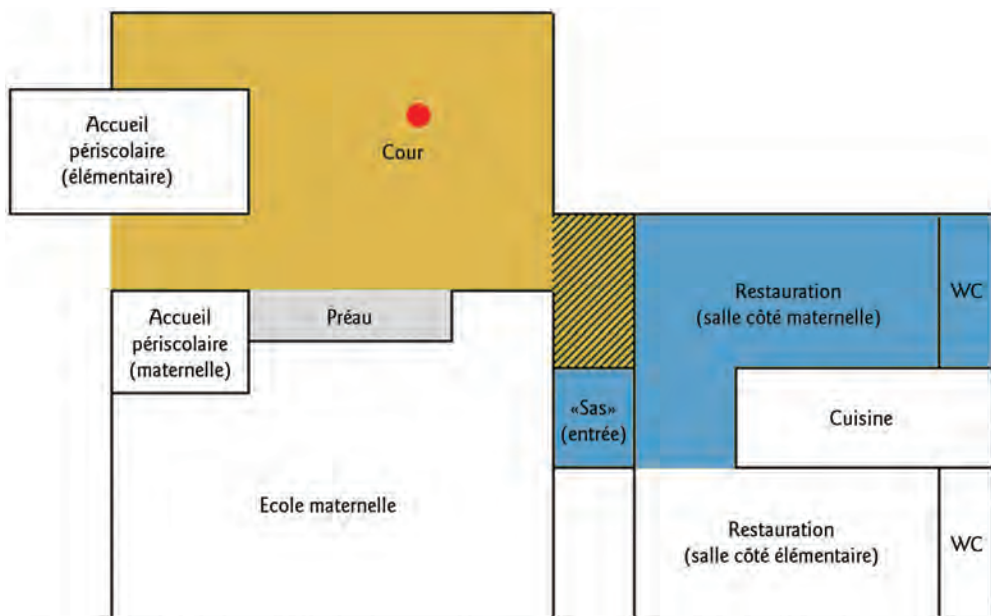 Accueil
périscolaire
(élémentaire)
Cour
Accueil
périscolaire
(maternelle)
Préau
Restauration
(salle côté maternelle)
WC
«Sas»
(entrée)
Cuisine
Ecole maternelle
Restauration
(salle côté élémentaire)
WC